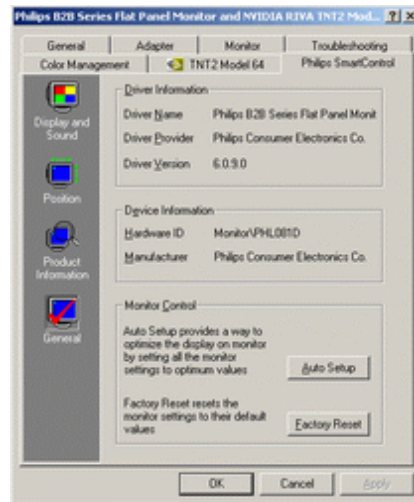 Philips B2B Series Flat Panel Monitor and NVIDIA RIVA TNT2 Mod... ? ×
General Adapter Monitor Troubleshooting
Color Management TNT2 Model 64 Philips SmartControl
Display and
Sound
Position
Product
Information
General
Driver Information
Driver Name Philips B2B Series Flat Panel Monit
Driver Provider Philips Consumer Electronics Co.
Driver Version 6.0.9.0
Device Information
Hardware ID Monitor\PHL081D
Manufacturer Philips Consumer Electronics Co.
Monitor Control
Auto Setup provides a way to
optimize the display on monitor
by setting all the monitor
settings to optimum values
Auto Setup
Factory Reset resets the
monitor settings to their default
values
Factory Reset
OK Cancel Apply